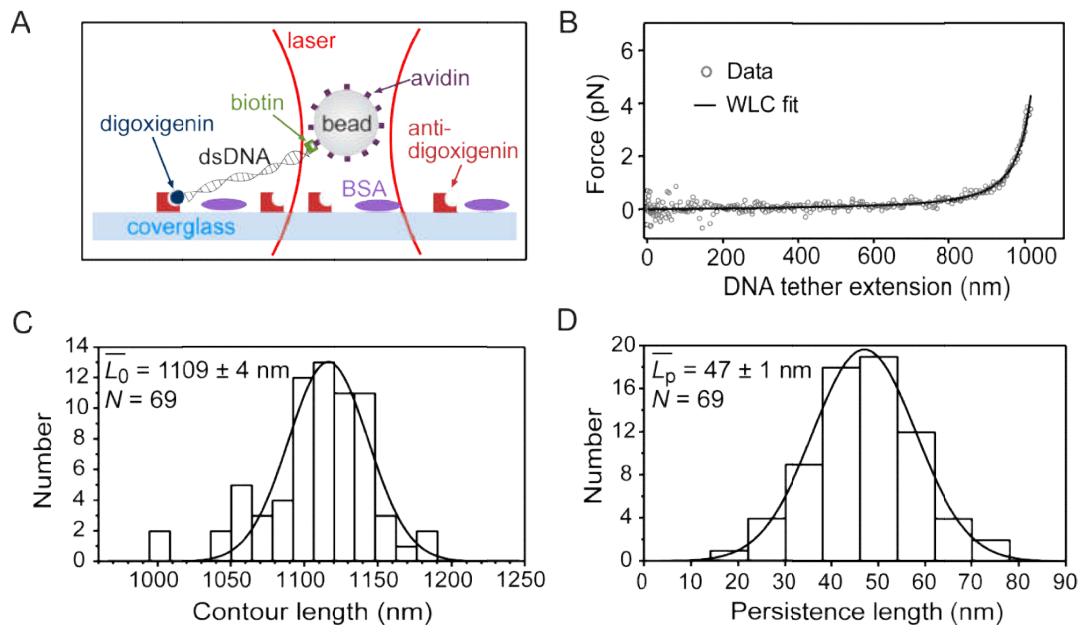 A
laser
avidin
biotin
digoxigenin
bead
anti-
digoxigenin
dsDNA
BSA
coverglass
B
6
4
2
0
Force (pN)
Data
WLC fit
0 200 400 600 800 1000
DNA tether extension (nm)
C
14
12
10
8
6
4
2
0
Number
L₀ = 1109 ± 4 nm
N = 69
1000 1050 1100 1150 1200 1250
Contour length (nm)
D
20
16
12
8
4
0
Number
Lₚ = 47 ± 1 nm
N = 69
0 10 20 30 40 50 60 70 80 90
Persistence length (nm)